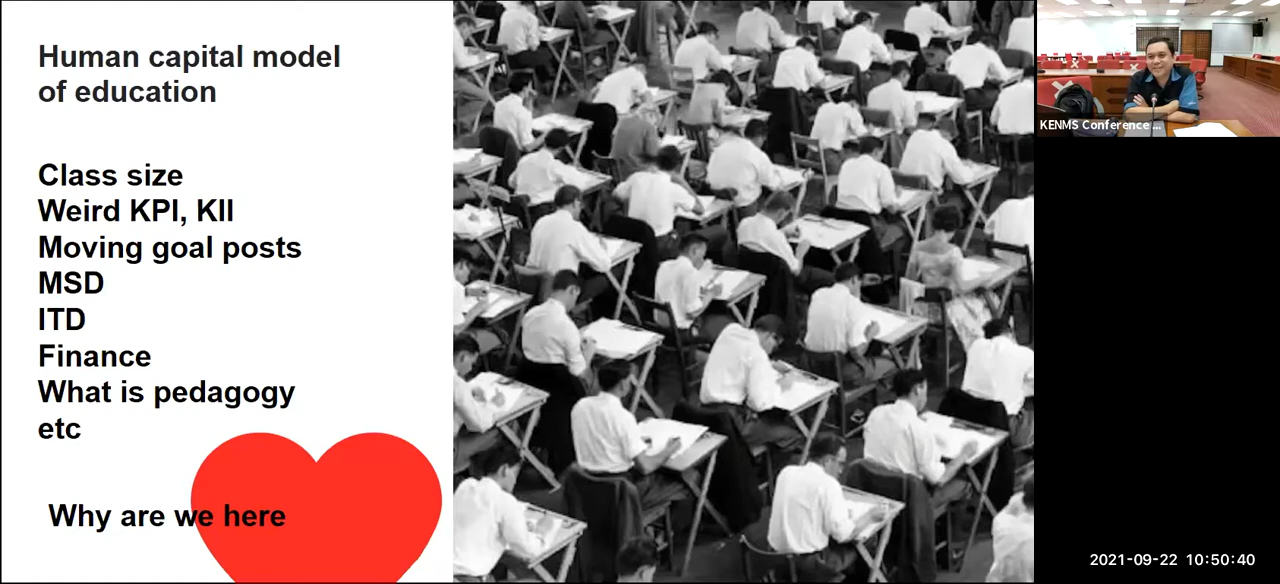 Human capital model
of education
Class size
Weird KPI, KII
Moving goal posts
MSD
ITD
Finance
What is pedagogy
etc
Why are we here
KENMS Conference ...
2021-09-22 10:50:40